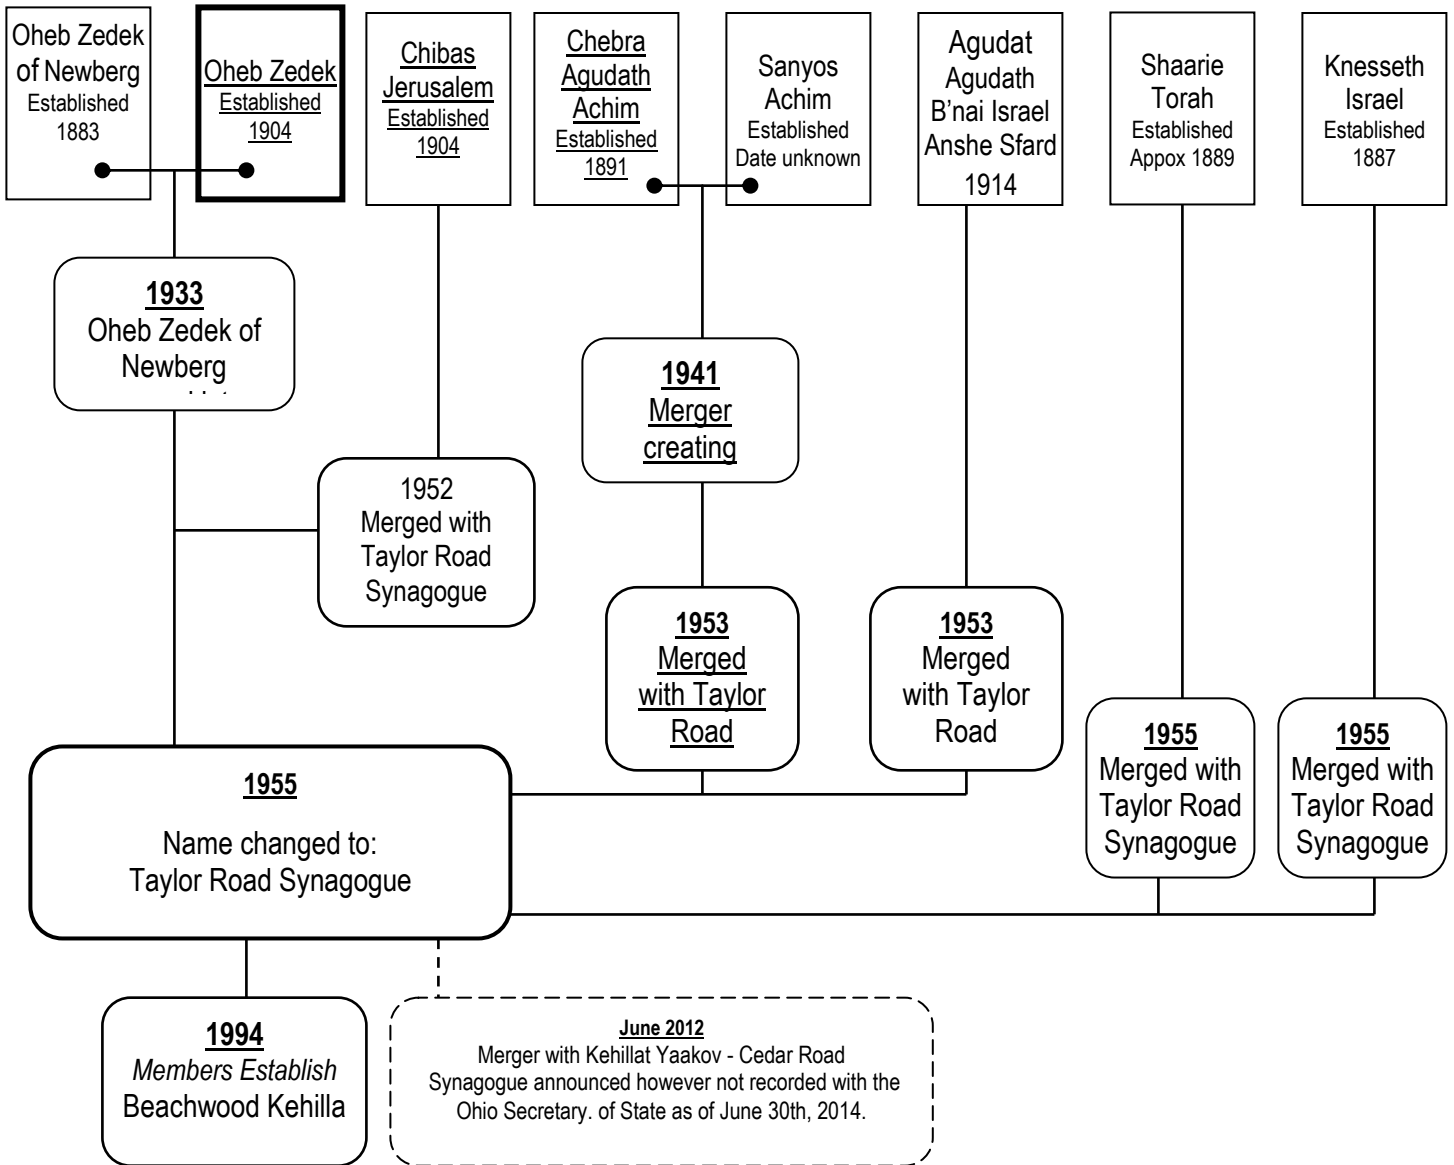 Oheb Zedek
of Newberg
Established
1883
Oheb Zedek
Established
1904
Chibas
Jerusalem
Established
1904
Chebra
Agudath
Achim
Established
1891
Sanyos
Achim
Established
Date unknown
Agudat
Agudath
B'nai Israel
Anshe Sfard
1914
Shaarie
Torah
Established
Appox 1889
Knesseth
Israel
Established
1887
1933
Oheb Zedek of
Newberg
1941
Merger
creating
1952
Merged with
Taylor Road
Synagogue
1953
Merged
with Taylor
Road
1953
Merged
with Taylor
Road
1955
Merged with
Taylor Road
Synagogue
1955
Merged with
Taylor Road
Synagogue
1955
Name changed to:
Taylor Road Synagogue
1994
Members Establish
Beachwood Kehilla
June 2012
Merger with Kehillat Yaakov - Cedar Road
Synagogue announced however not recorded with the
Ohio Secretary. of State as of June 30th, 2014.